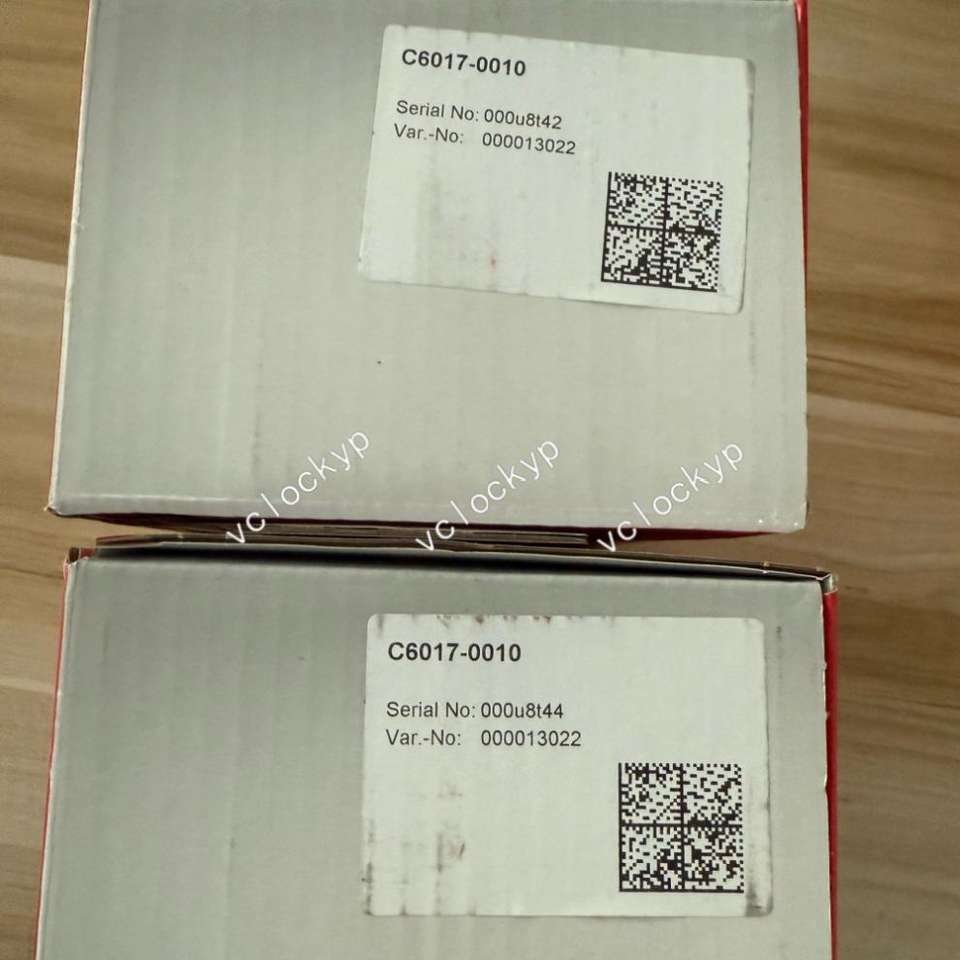 C6017-0010
Serial No: 000u8t42
Var.-No: 000013022
vclockyp vclockyp vclockyp
C6017-0010
Serial No: 000u8t44
Var.-No: 000013022